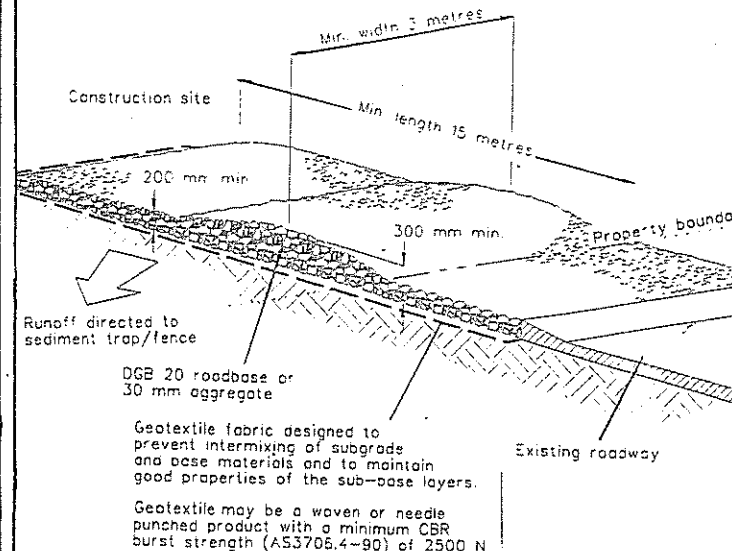 Min. width 3 metres
Construction site
Min length 15 metres
200 mm min
300 mm min.
Property bounda
Runoff directed to
sediment trap/fence
DGB 20 roadbase or
30 mm aggregate
Geotextile fabric designed to
prevent intermixing of subgrade
and base materials and to maintain
good properties of the sub-base layers.
Existing roadway
Geotextile may be a woven or needle
punched product with a minimum CBR
burst strength (AS3706.4-90) of 2500 N